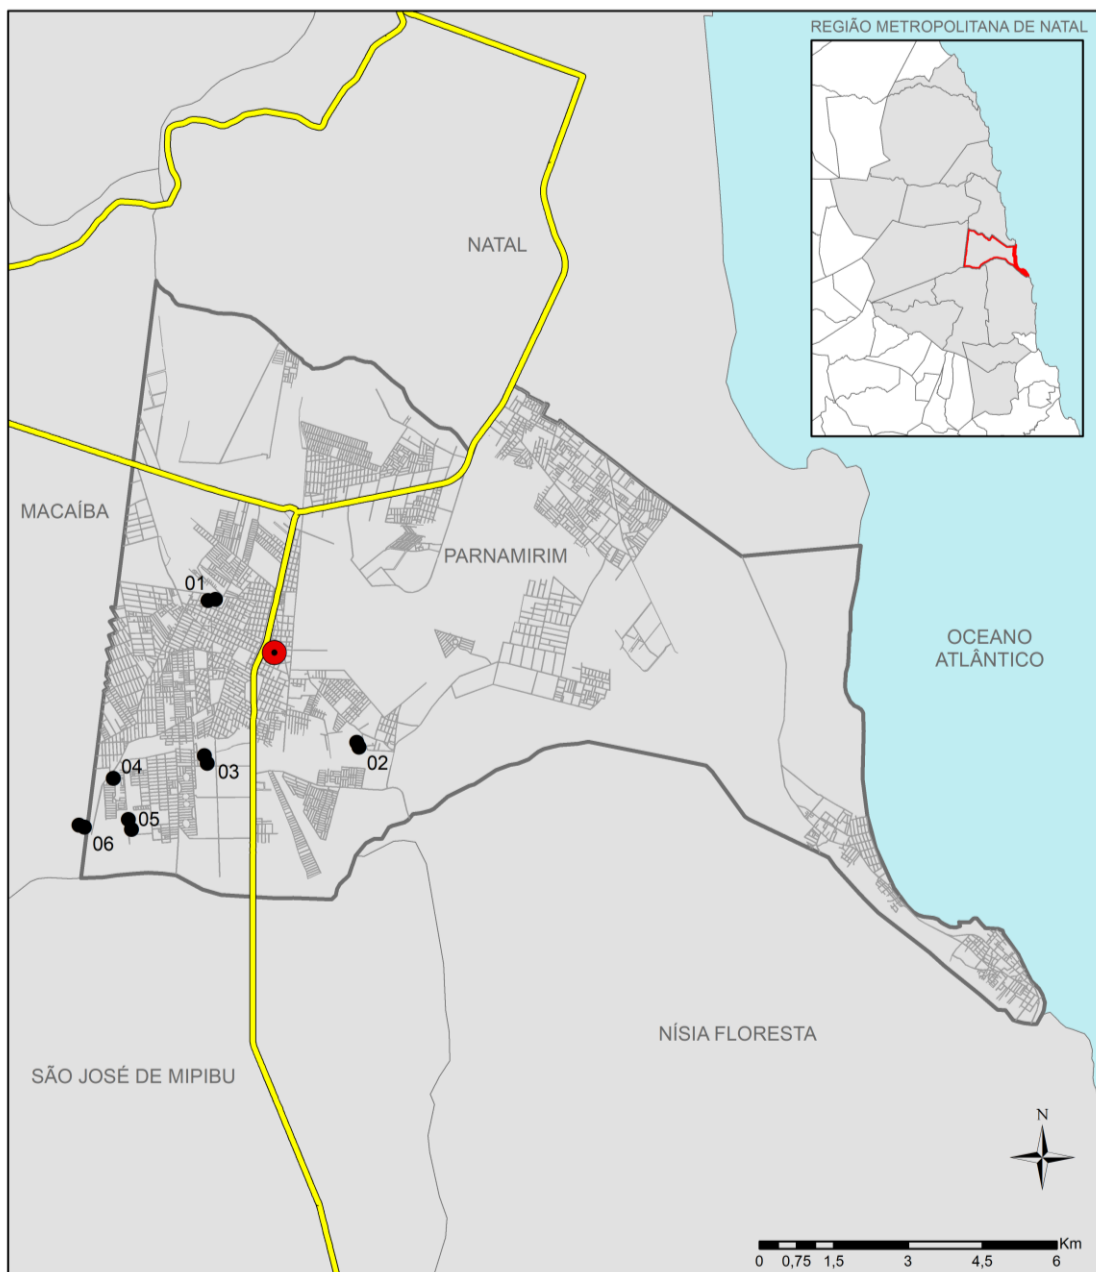 REGIÃO METROPOLITANA DE NATAL
NATAL
MACAÍBA
PARNAMIRIM
01
OCEANO
ATLÂNTICO
02
03
04
05
06
NÍSIA FLORESTA
SÃO JOSÉ DE MIPIBU
N
Km
0 0,75 1,5 3 4,5 6